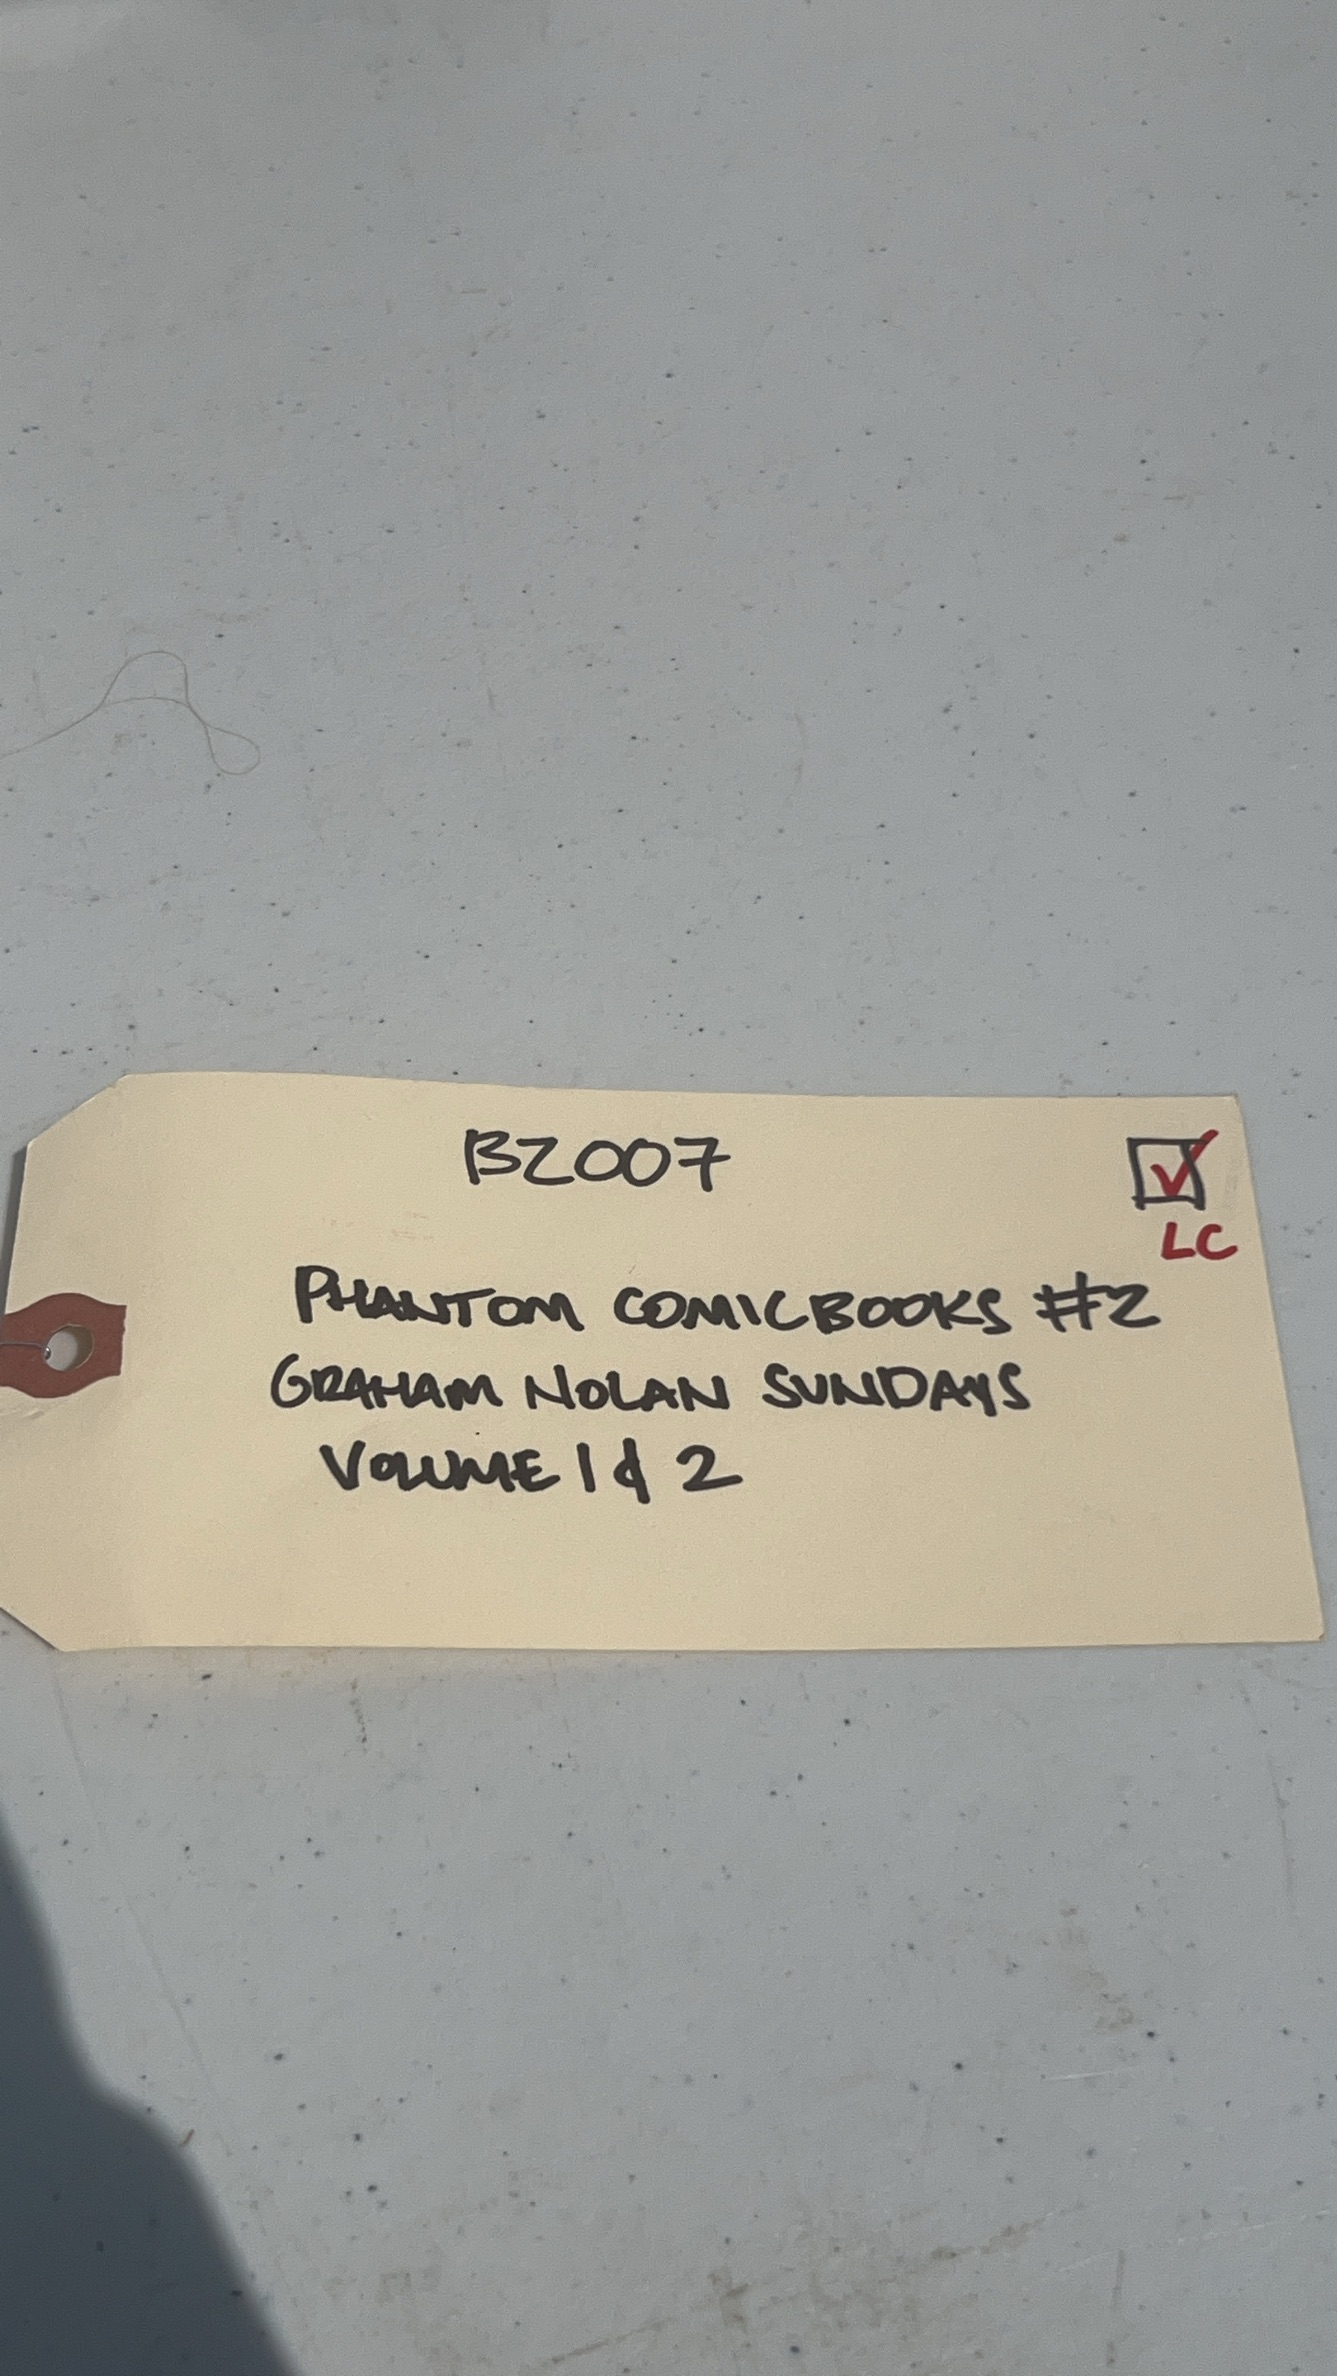 BZ007
☑
LC
PHANTOM COMICBOOKS #2
GRAHAM NOLAN SUNDAYS
VOLUME 1 & 2